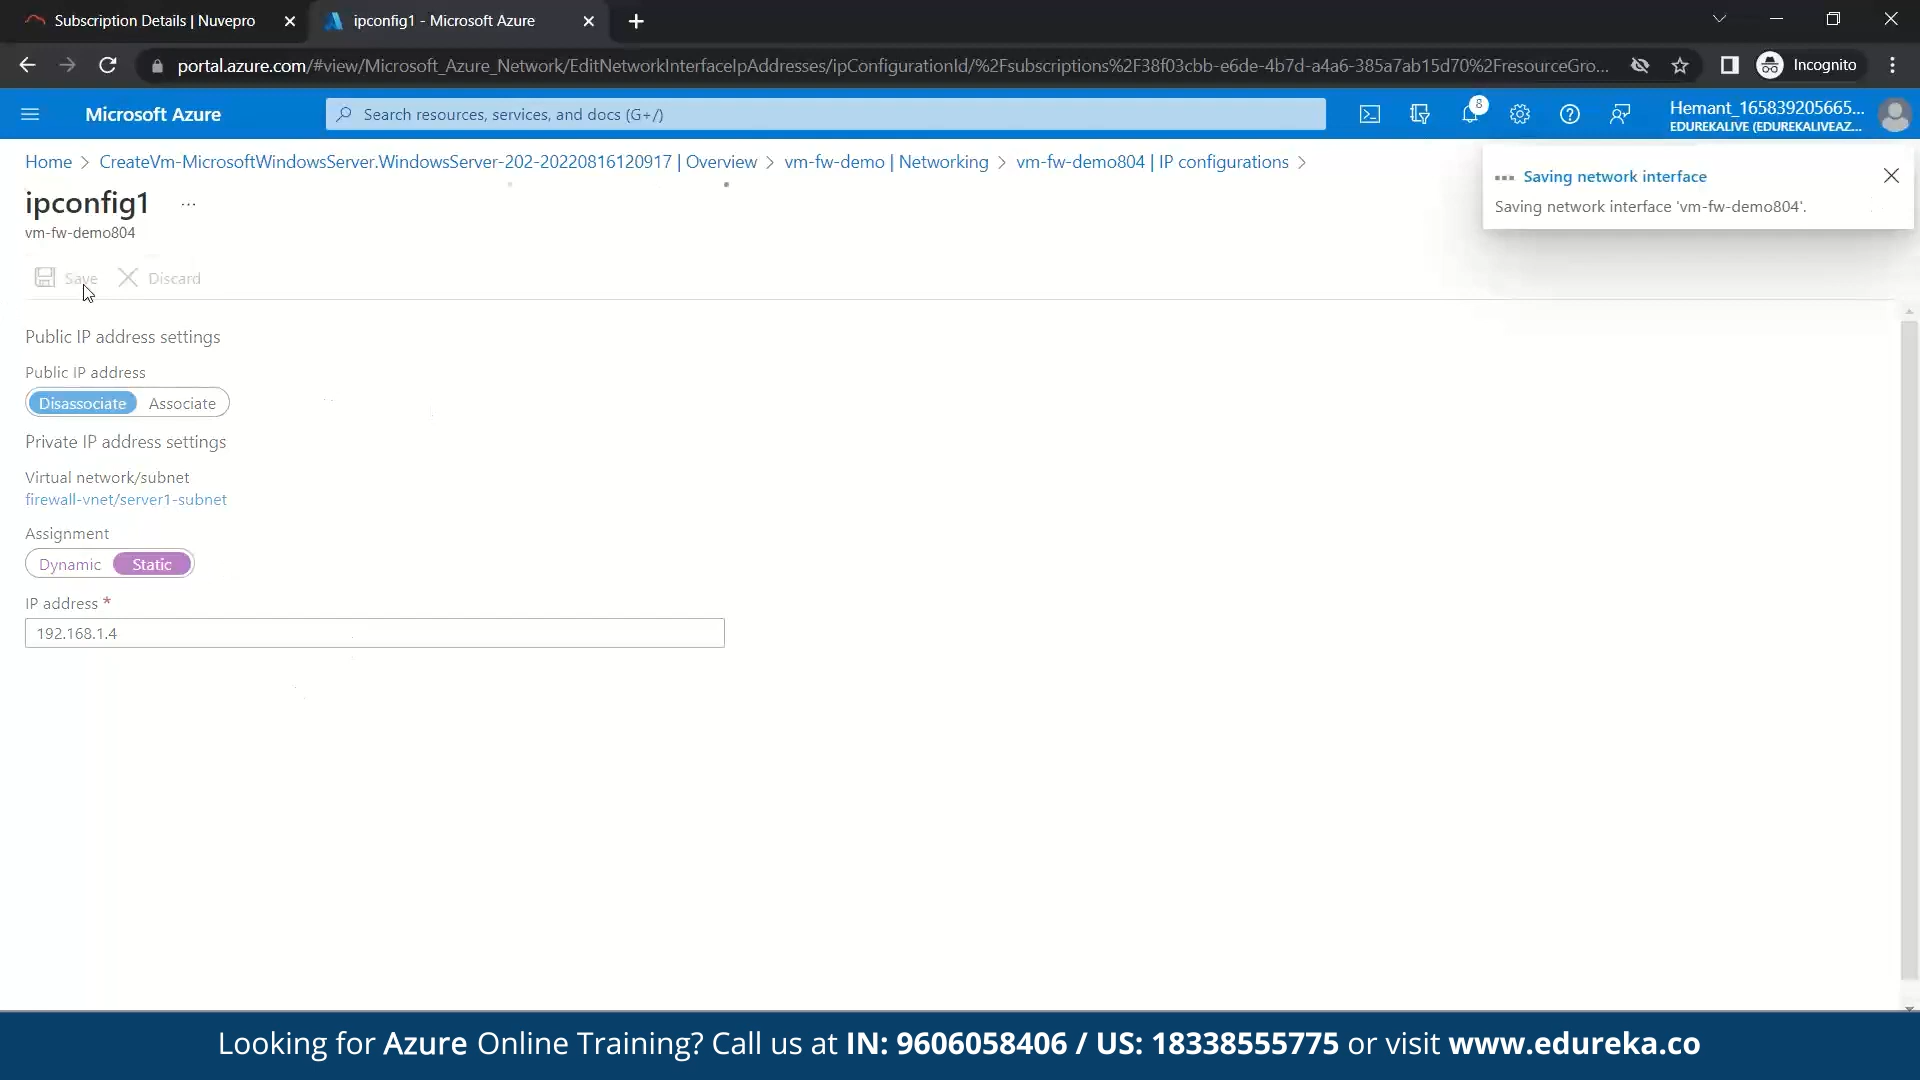 Subscription Details | Nuvepro
ipconfig1 - Microsoft Azure
portal.azure.com/#view/Microsoft_Azure_Network/EditNetworkInterfaceIpAddresses/ipConfigurationId/%2Fsubscriptions%2F38f03cbb-e6de-4b7d-a4a6-385a7ab15d70%2FresourceGro...
Incognito
Microsoft Azure
Search resources, services, and docs (G+/)
8
Hemant_165839205665...
EDUREKALIVE (EDUREKALIVEAZ...
Home > CreateVm-MicrosoftWindowsServer.WindowsServer-202-20220816120917 | Overview > vm-fw-demo | Networking > vm-fw-demo804 | IP configurations >
ipconfig1 ...
vm-fw-demo804
Saving network interface
Saving network interface 'vm-fw-demo804'.
Save
Discard
Public IP address settings
Public IP address
Disassociate Associate
Private IP address settings
Virtual network/subnet
firewall-vnet/server1-subnet
Assignment
Dynamic Static
IP address *
192.168.1.4
Looking for Azure Online Training? Call us at IN: 9606058406 / US: 18338555775 or visit www.edureka.co